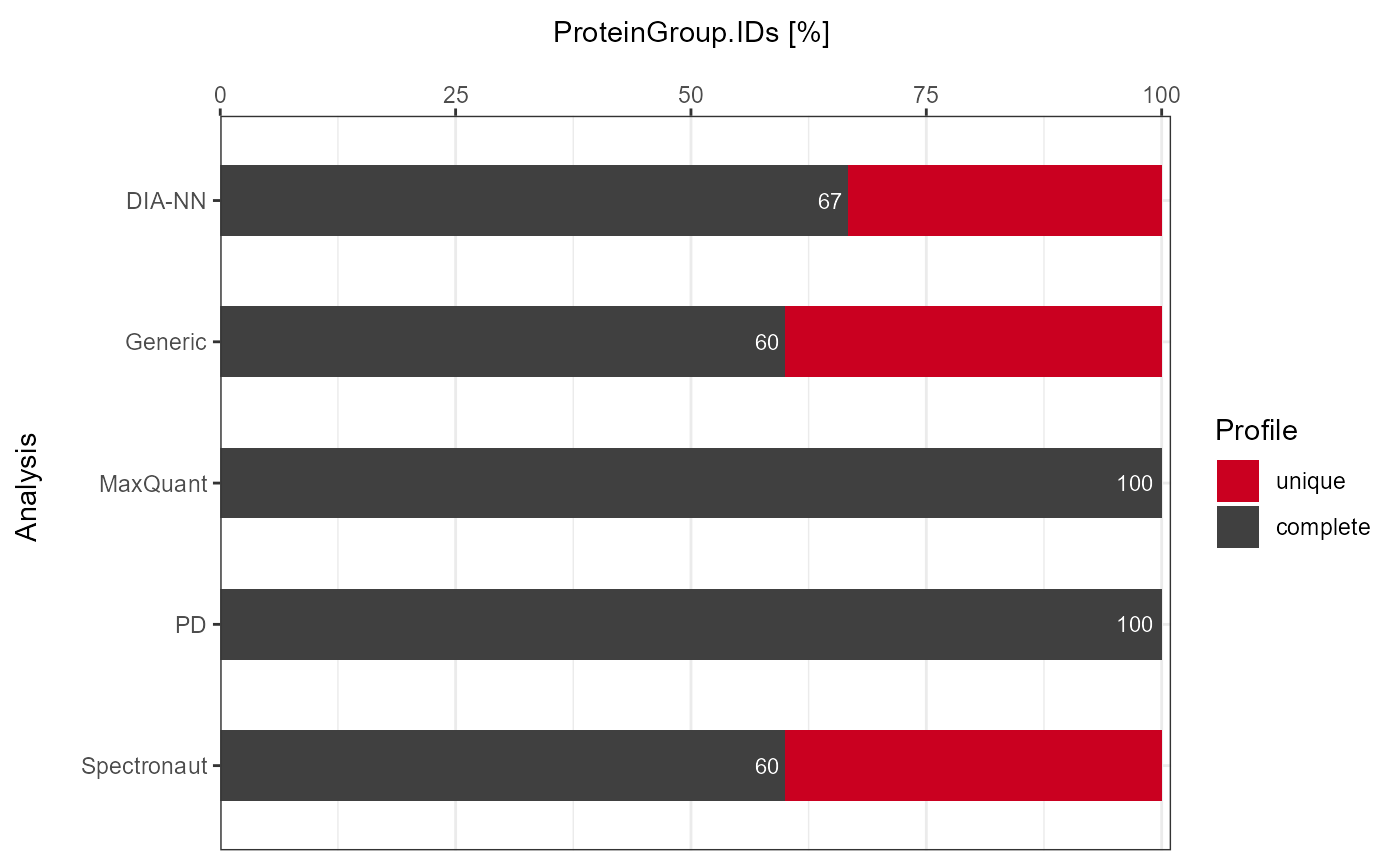 ProteinGroup.IDs [%]
0 25 50 75 100
DIA-NN 67
Generic 60
MaxQuant 100
PD 100
Spectronaut 60
Analysis
Profile
unique
complete